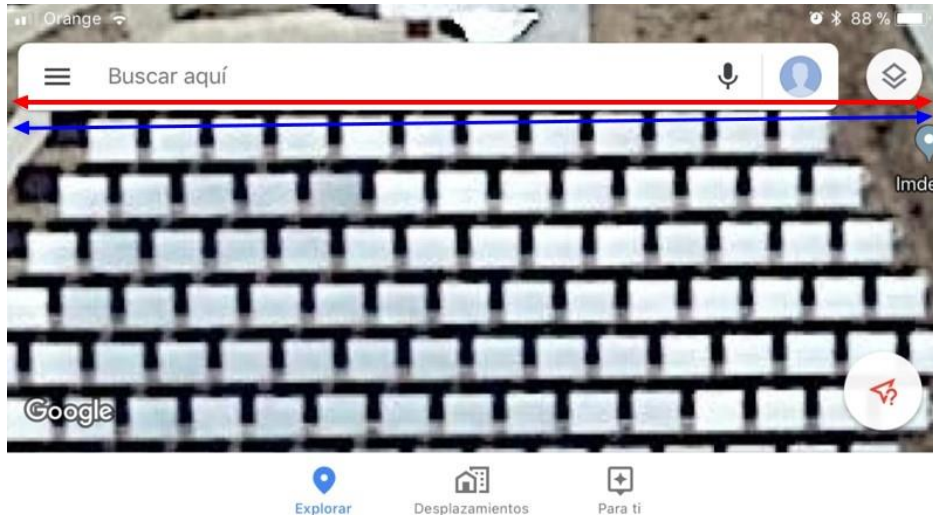 Orange 88 %
Buscar aquí
Imde
Google
Explorar Desplazamientos Para ti